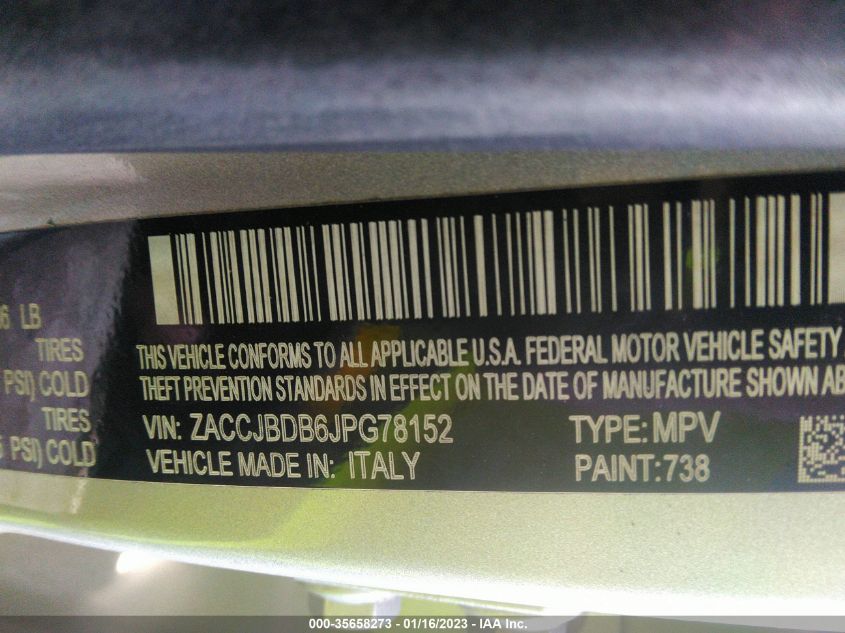 6 LB
TIRES
PSI) COLD
TIRES
PSI) COLD
THIS VEHICLE CONFORMS TO ALL APPLICABLE U.S.A. FEDERAL MOTOR VEHICLE SAFETY
THEFT PREVENTION STANDARDS IN EFFECT ON THE DATE OF MANUFACTURE SHOWN AB
VIN: ZACCJBDB6JPG78152 TYPE: MPV
VEHICLE MADE IN: ITALY PAINT:738
000-35658273 - 01/16/2023 - IAA Inc.